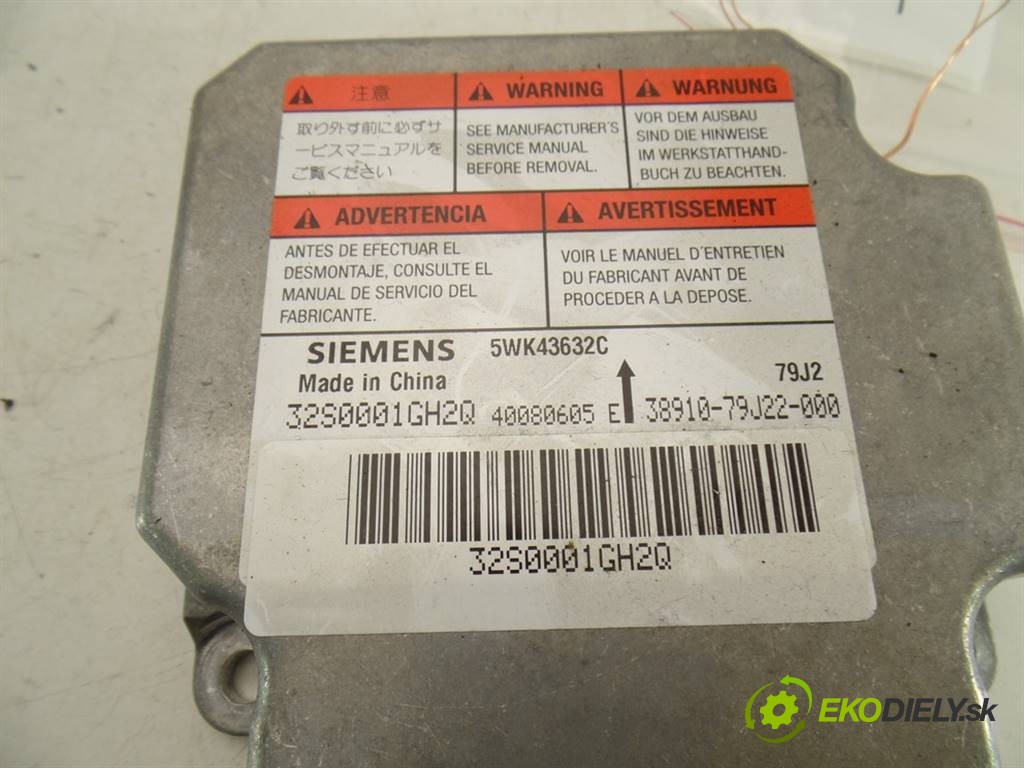 注意
取り外す前に必ずサ
ービスマニュアルを
ご覧ください
WARNING
SEE MANUFACTURER'S
SERVICE MANUAL
BEFORE REMOVAL.
WARNUNG
VOR DEM AUSBAU
SIND DIE HINWEISE
IM WERKSTATTHAND-
BUCH ZU BEACHTEN.
ADVERTENCIA
ANTES DE EFECTUAR EL
DESMONTAJE, CONSULTE EL
MANUAL DE SERVICIO DEL
FABRICANTE.
AVERTISSEMENT
VOIR LE MANUEL D'ENTRETIEN
DU FABRICANT AVANT DE
PROCEDER A LA DEPOSE.
SIEMENS 5WK43632C
Made in China 79J2
32S0001GH2Q 40080605 E 38910-79J22-000
32S0001GH2Q
EKODIELY.sk